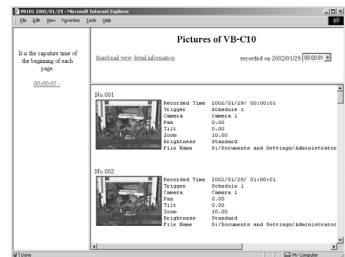 VB101 2002/01/29 - Microsoft Internet Explorer
File Edit View Favorites Tools Help
It is the caputure time of
the beginning of each
page.
00:00:01 -
Pictures of VB-C10
thumbnail view detail information
recorded on 2002/01/29 00:00:01
No.001
Recorded Time 2002/01/29/ 00:00:01
Trigger Schedule 1
Camera Camera 1
Pan 0.00
Tilt 0.00
Zoom 10.00
Brightness Standard
File Name D:/Documents and Settings/Administrator
No.002
Recorded Time 2002/01/29/ 01:00:01
Trigger Schedule 1
Camera Camera 1
Pan 0.00
Tilt 0.00
Zoom 10.00
Brightness Standard
File Name D:/Documents and Settings/Administrator
Done
My Computer